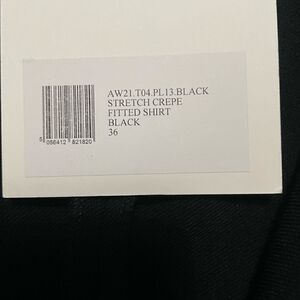 AW21.T04.PL13.BLACK
STRETCH CREPE
FITTED SHIRT
BLACK
36
5 056412 821820